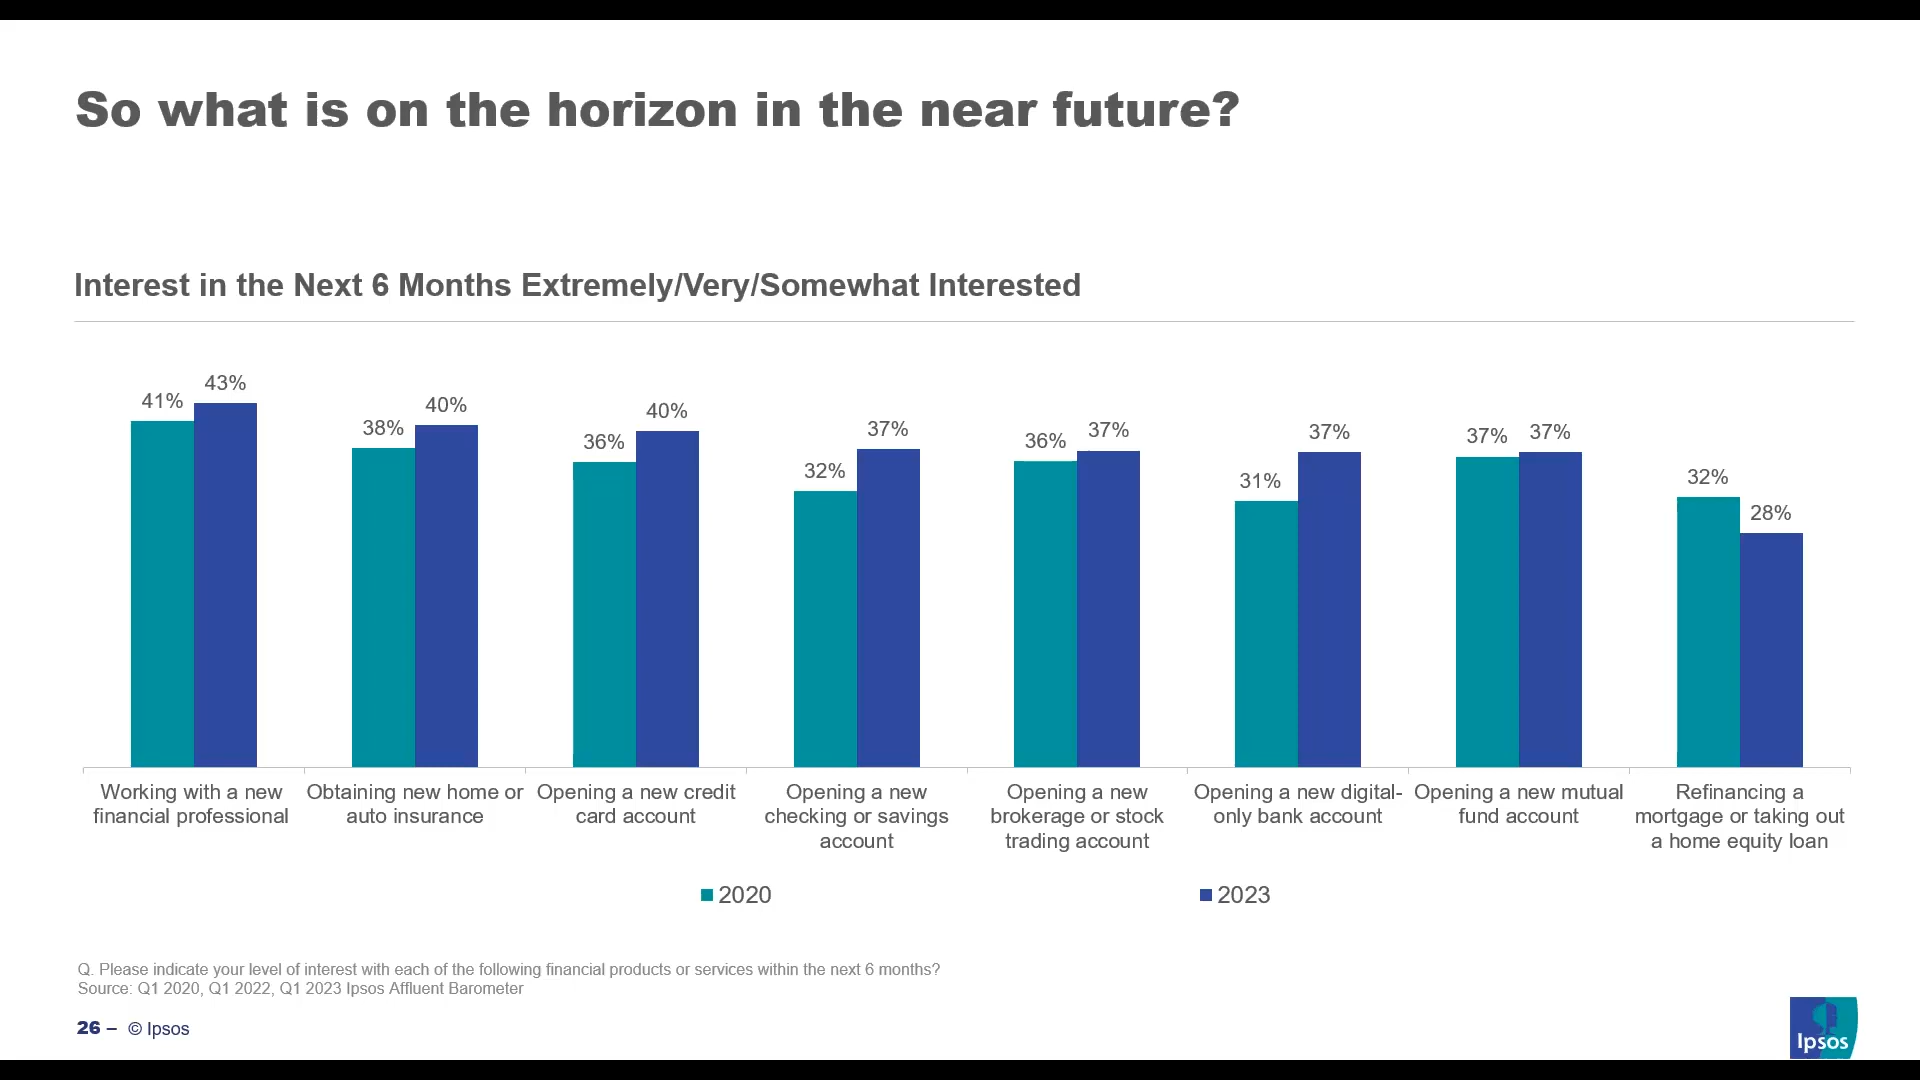 So what is on the horizon in the near future?
Interest in the Next 6 Months Extremely/Very/Somewhat Interested
41%
43%
38%
40%
36%
40%
32%
37%
36%
37%
31%
37%
37%
37%
32%
28%
Working with a new
financial professional
Obtaining new home or
auto insurance
Opening a new credit
card account
Opening a new
checking or savings
account
Opening a new
brokerage or stock
trading account
Opening a new digital-
only bank account
Opening a new mutual
fund account
Refinancing a
mortgage or taking out
a home equity loan
2020
2023
Q. Please indicate your level of interest with each of the following financial products or services within the next 6 months?
Source: Q1 2020, Q1 2022, Q1 2023 Ipsos Affluent Barometer
26 – © Ipsos
Ipsos